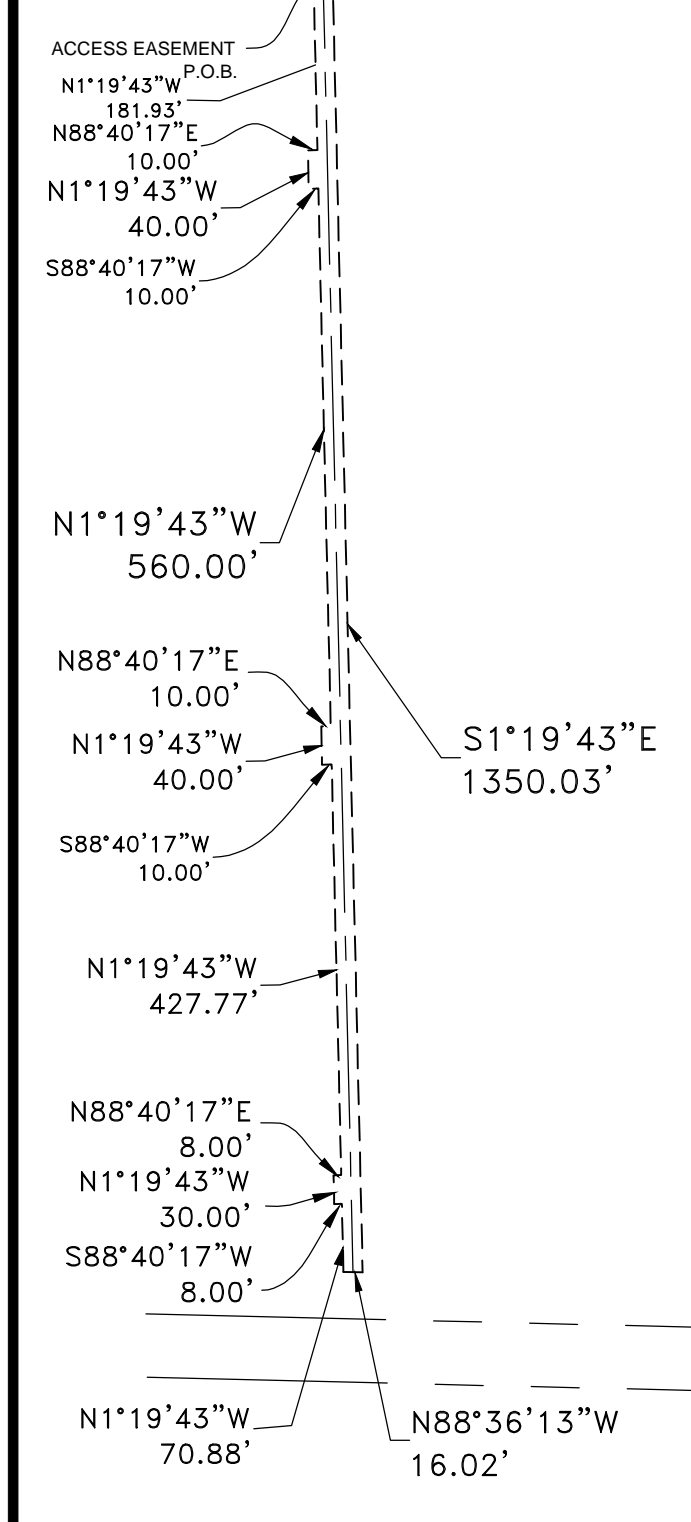 ACCESS EASEMENT
P.O.B.
N1°19’43”W
181.93’
N88°40’17”E
10.00’
N1°19’43”W
40.00’
S88°40’17”W
10.00’
N1°19’43”W
560.00’
N88°40’17”E
10.00’
N1°19’43”W
40.00’
S1°19’43”E
1350.03’
S88°40’17”W
10.00’
N1°19’43”W
427.77’
N88°40’17”E
8.00’
N1°19’43”W
30.00’
S88°40’17”W
8.00’
N1°19’43”W
70.88’
N88°36’13”W
16.02’